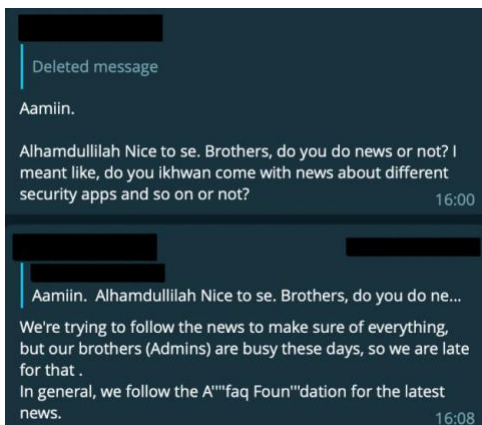 Deleted message
Aamiin.
Alhamdullilah Nice to se. Brothers, do you do news or not? I
meant like, do you ikhwan come with news about different
security apps and so on or not?
16:00
Aamiin.  Alhamdullilah Nice to se. Brothers, do you do ne...
We're trying to follow the news to make sure of everything,
but our brothers (Admins) are busy these days, so we are late
for that .
In general, we follow the A""faq Foun'"dation for the latest
news.
16:08